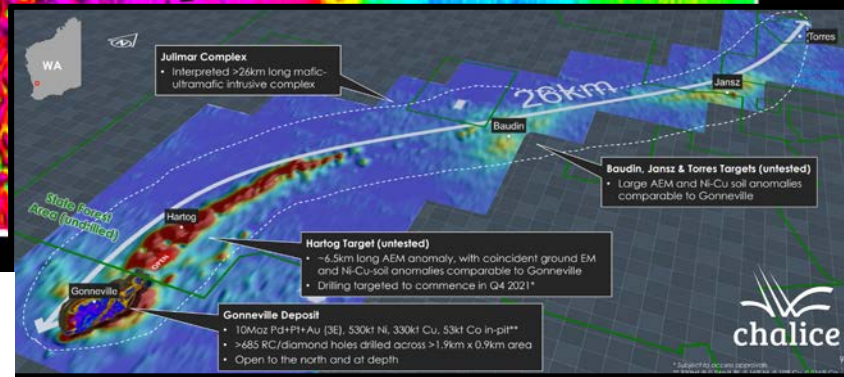 WA
Torres
Julimar Complex
• Interpreted >26km long mafic-
ultramafic intrusive complex
26km
Jansz
Baudin
Baudin, Jansz & Torres Targets (untested)
• Large AEM and Ni-Cu soil anomalies
comparable to Gonneville
State Forest
Area (undrilled)
Hartog
Hartog Target (untested)
• ~6.5km long AEM anomaly, with coincident ground EM
and Ni-Cu-soil anomalies comparable to Gonneville
• Drilling targeted to commence in Q4 2021*
OPEN
Gonneville
Gonneville Deposit
• 10Moz Pd+Pt+Au (3E), 530kt Ni, 330kt Cu, 53kt Co in-pit**
• >685 RC/diamond holes drilled across >1.9km x 0.9km area
• Open to the north and at depth
chalice
* Subject to access approvals